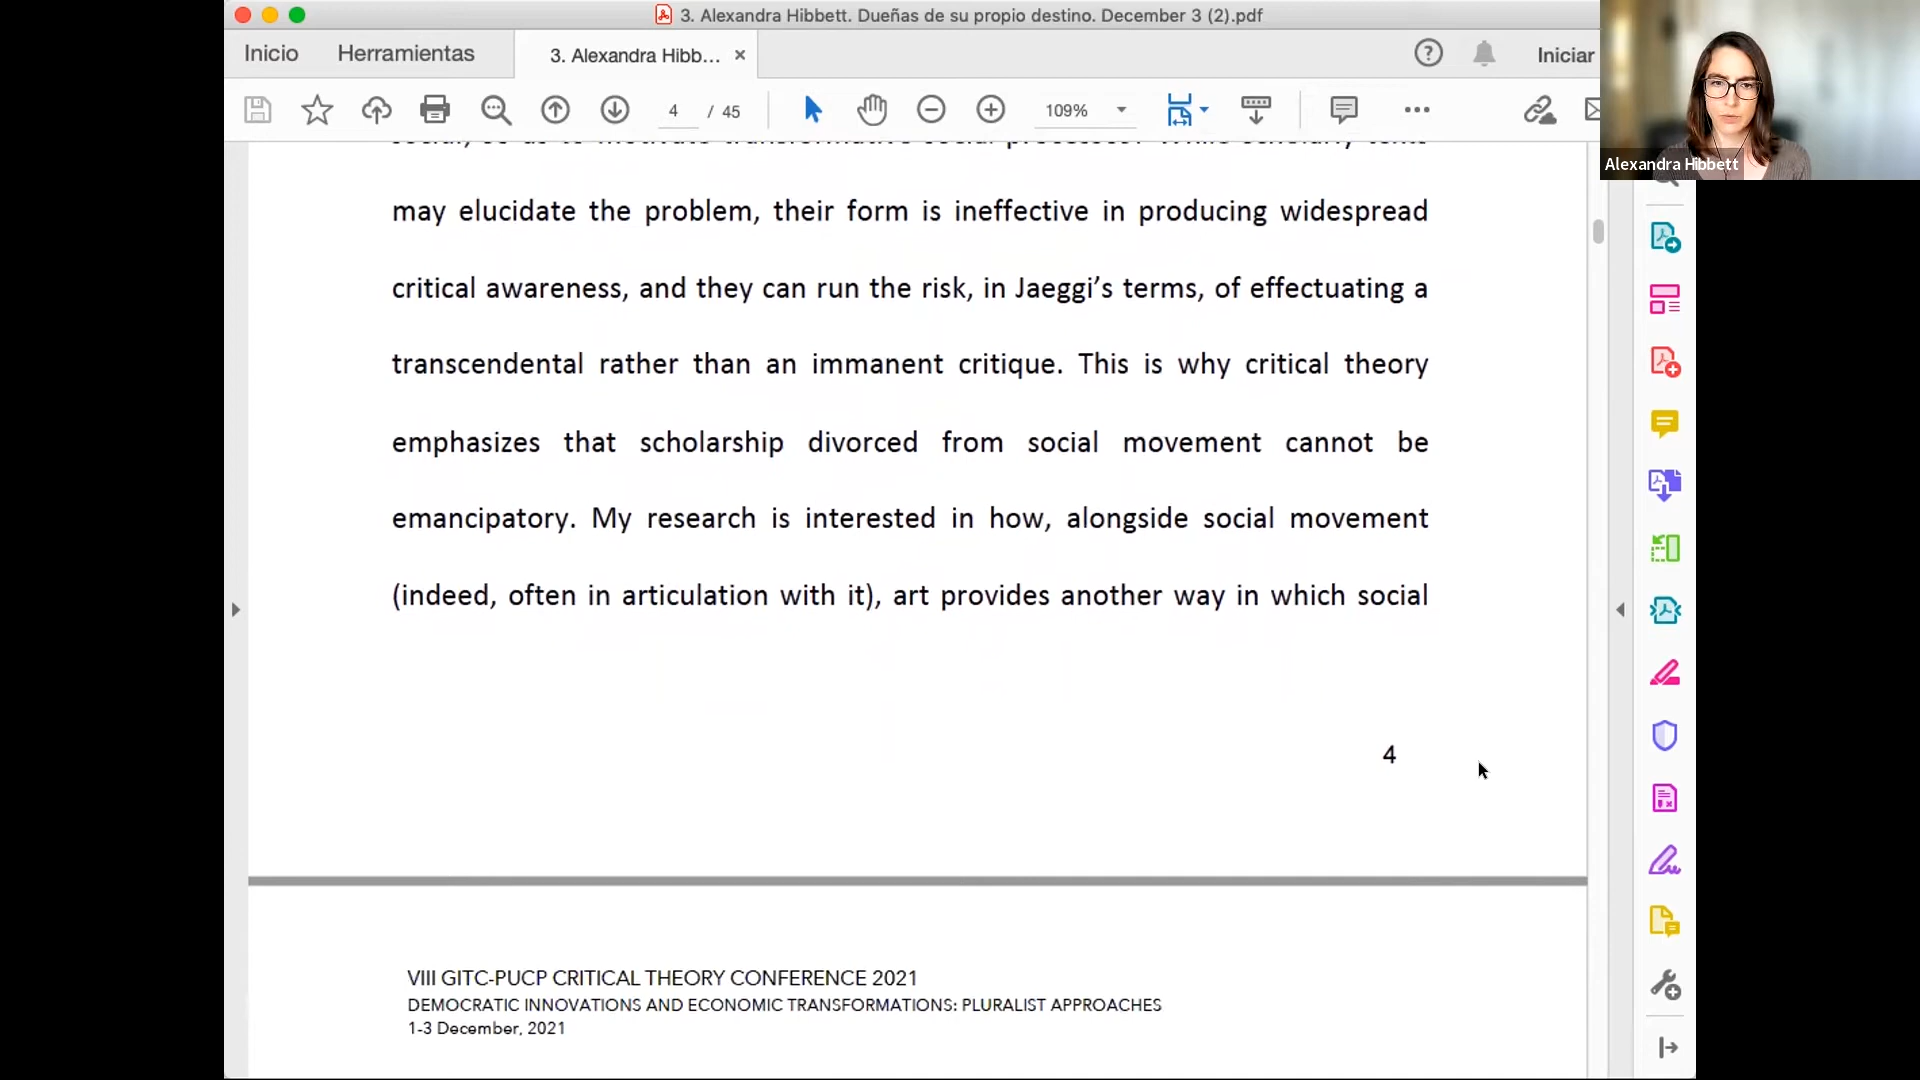 3. Alexandra Hibbett. Dueñas de su propio destino. December 3 (2).pdf
Inicio Herramientas 3. Alexandra Hibb... × Iniciar
4 / 45 109%
Alexandra Hibbett
may elucidate the problem, their form is ineffective in producing widespread
critical awareness, and they can run the risk, in Jaeggi’s terms, of effectuating a
transcendental rather than an immanent critique. This is why critical theory
emphasizes that scholarship divorced from social movement cannot be
emancipatory. My research is interested in how, alongside social movement
(indeed, often in articulation with it), art provides another way in which social
4
VIII GITC-PUCP CRITICAL THEORY CONFERENCE 2021
DEMOCRATIC INNOVATIONS AND ECONOMIC TRANSFORMATIONS: PLURALIST APPROACHES
1-3 December, 2021